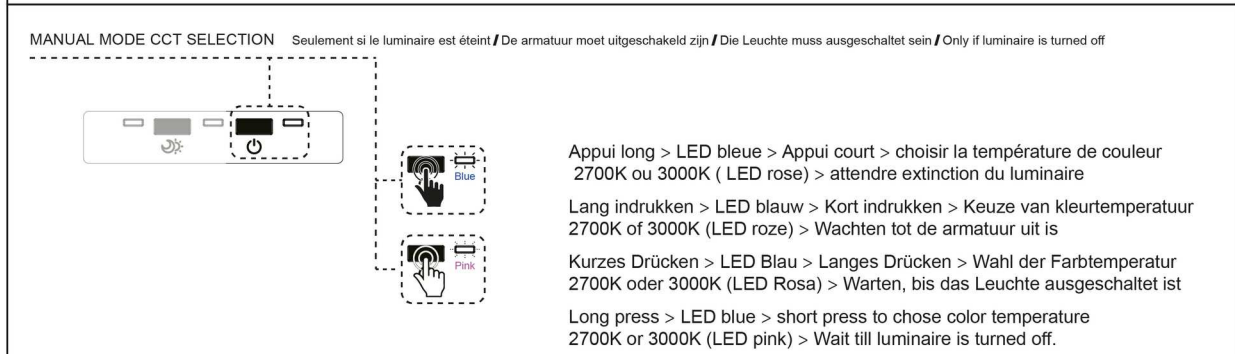 MANUAL MODE CCT SELECTION Seulement si le luminaire est éteint / De armatuur moet uitgeschakeld zijn / Die Leuchte muss ausgeschaltet sein / Only if luminaire is turned off
Blue
Pink
Appui long > LED bleue > Appui court > choisir la température de couleur
2700K ou 3000K ( LED rose) > attendre extinction du luminaire
Lang indrukken > LED blauw > Kort indrukken > Keuze van kleurtemperatuur
2700K of 3000K (LED roze) > Wachten tot de armatuur uit is
Kurzes Drücken > LED Blau > Langes Drücken > Wahl der Farbtemperatur
2700K oder 3000K (LED Rosa) > Warten, bis das Leuchte ausgeschaltet ist
Long press > LED blue > short press to chose color temperature
2700K or 3000K (LED pink) > Wait till luminaire is turned off.